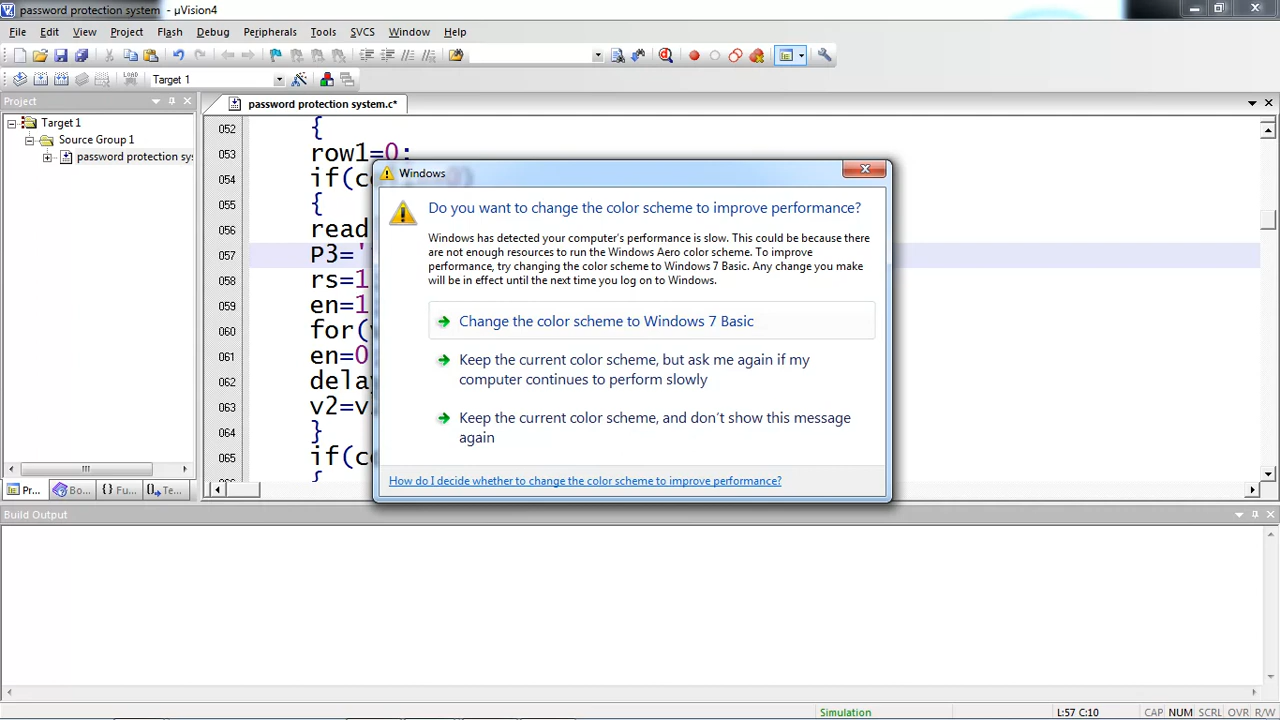 password protection system - µVision4
File Edit View Project Flash Debug Peripherals Tools SVCS Window Help
LOAD Target 1
Project
password protection system.c*
Target 1
Source Group 1
password protection sy
052 {
053 row1=0;
054 if(
055 {
056 read
057 P3='
058 rs=1
059 en=1
060 for(
061 en=0
062 dela
063 v2=v
064 }
065 if(
{
Windows
Do you want to change the color scheme to improve performance?
Windows has detected your computer's performance is slow. This could be because there
are not enough resources to run the Windows Aero color scheme. To improve
performance, try changing the color scheme to Windows 7 Basic. Any change you make
will be in effect until the next time you log on to Windows.
Change the color scheme to Windows 7 Basic
Keep the current color scheme, but ask me again if my
computer continues to perform slowly
Keep the current color scheme, and don't show this message
again
How do I decide whether to change the color scheme to improve performance?
Pr... Bo... Fu... Te...
Build Output
Simulation L:57 C:10 CAP NUM SCRL OVR R/W